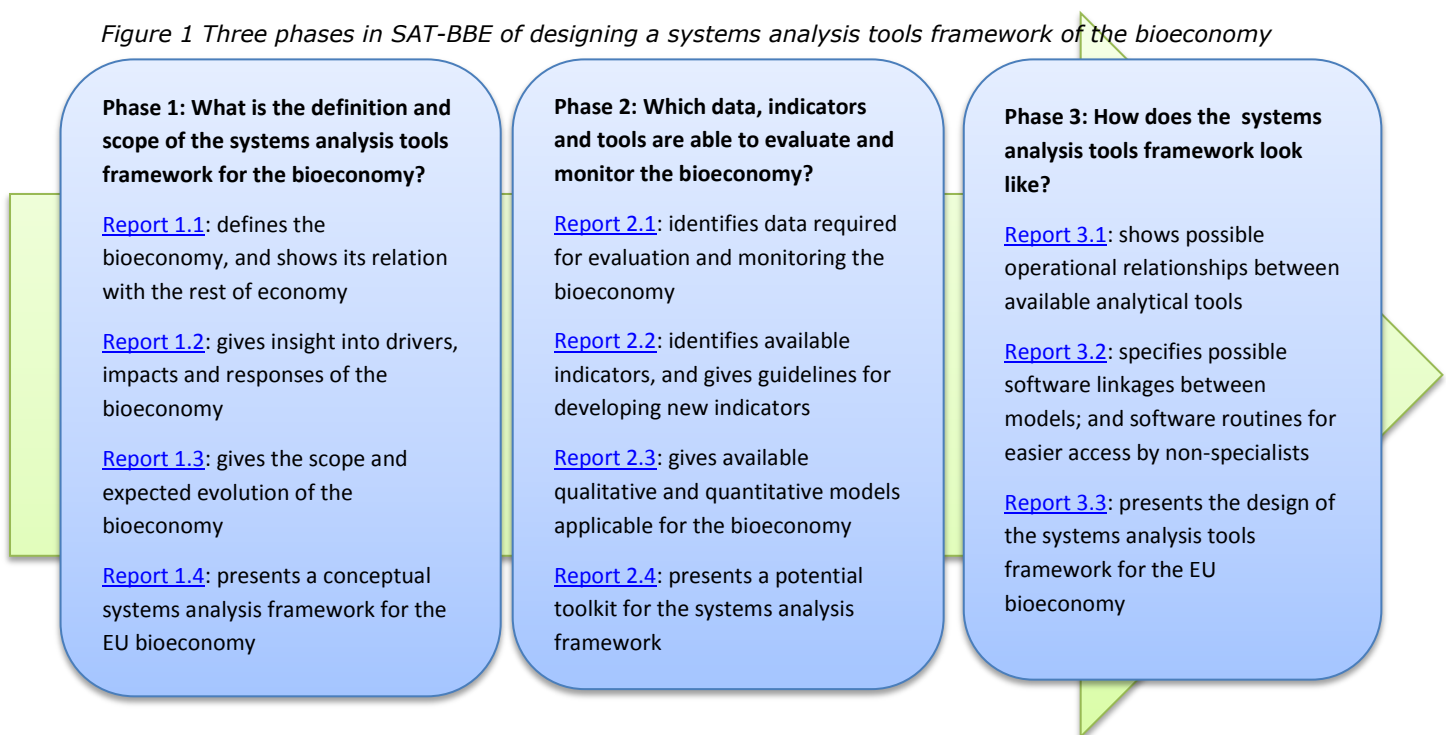 Figure 1 Three phases in SAT-BBE of designing a systems analysis tools framework of the bioeconomy
Phase 1: What is the definition and
scope of the systems analysis tools
framework for the bioeconomy?
Report 1.1: defines the
bioeconomy, and shows its relation
with the rest of economy
Report 1.2: gives insight into drivers,
impacts and responses of the
bioeconomy
Report 1.3: gives the scope and
expected evolution of the
bioeconomy
Report 1.4: presents a conceptual
systems analysis framework for the
EU bioeconomy
Phase 2: Which data, indicators
and tools are able to evaluate and
monitor the bioeconomy?
Report 2.1: identifies data required
for evaluation and monitoring the
bioeconomy
Report 2.2: identifies available
indicators, and gives guidelines for
developing new indicators
Report 2.3: gives available
qualitative and quantitative models
applicable for the bioeconomy
Report 2.4: presents a potential
toolkit for the systems analysis
framework
Phase 3: How does the systems
analysis tools framework look
like?
Report 3.1: shows possible
operational relationships between
available analytical tools
Report 3.2: specifies possible
software linkages between
models; and software routines for
easier access by non-specialists
Report 3.3: presents the design of
the systems analysis tools
framework for the EU
bioeconomy